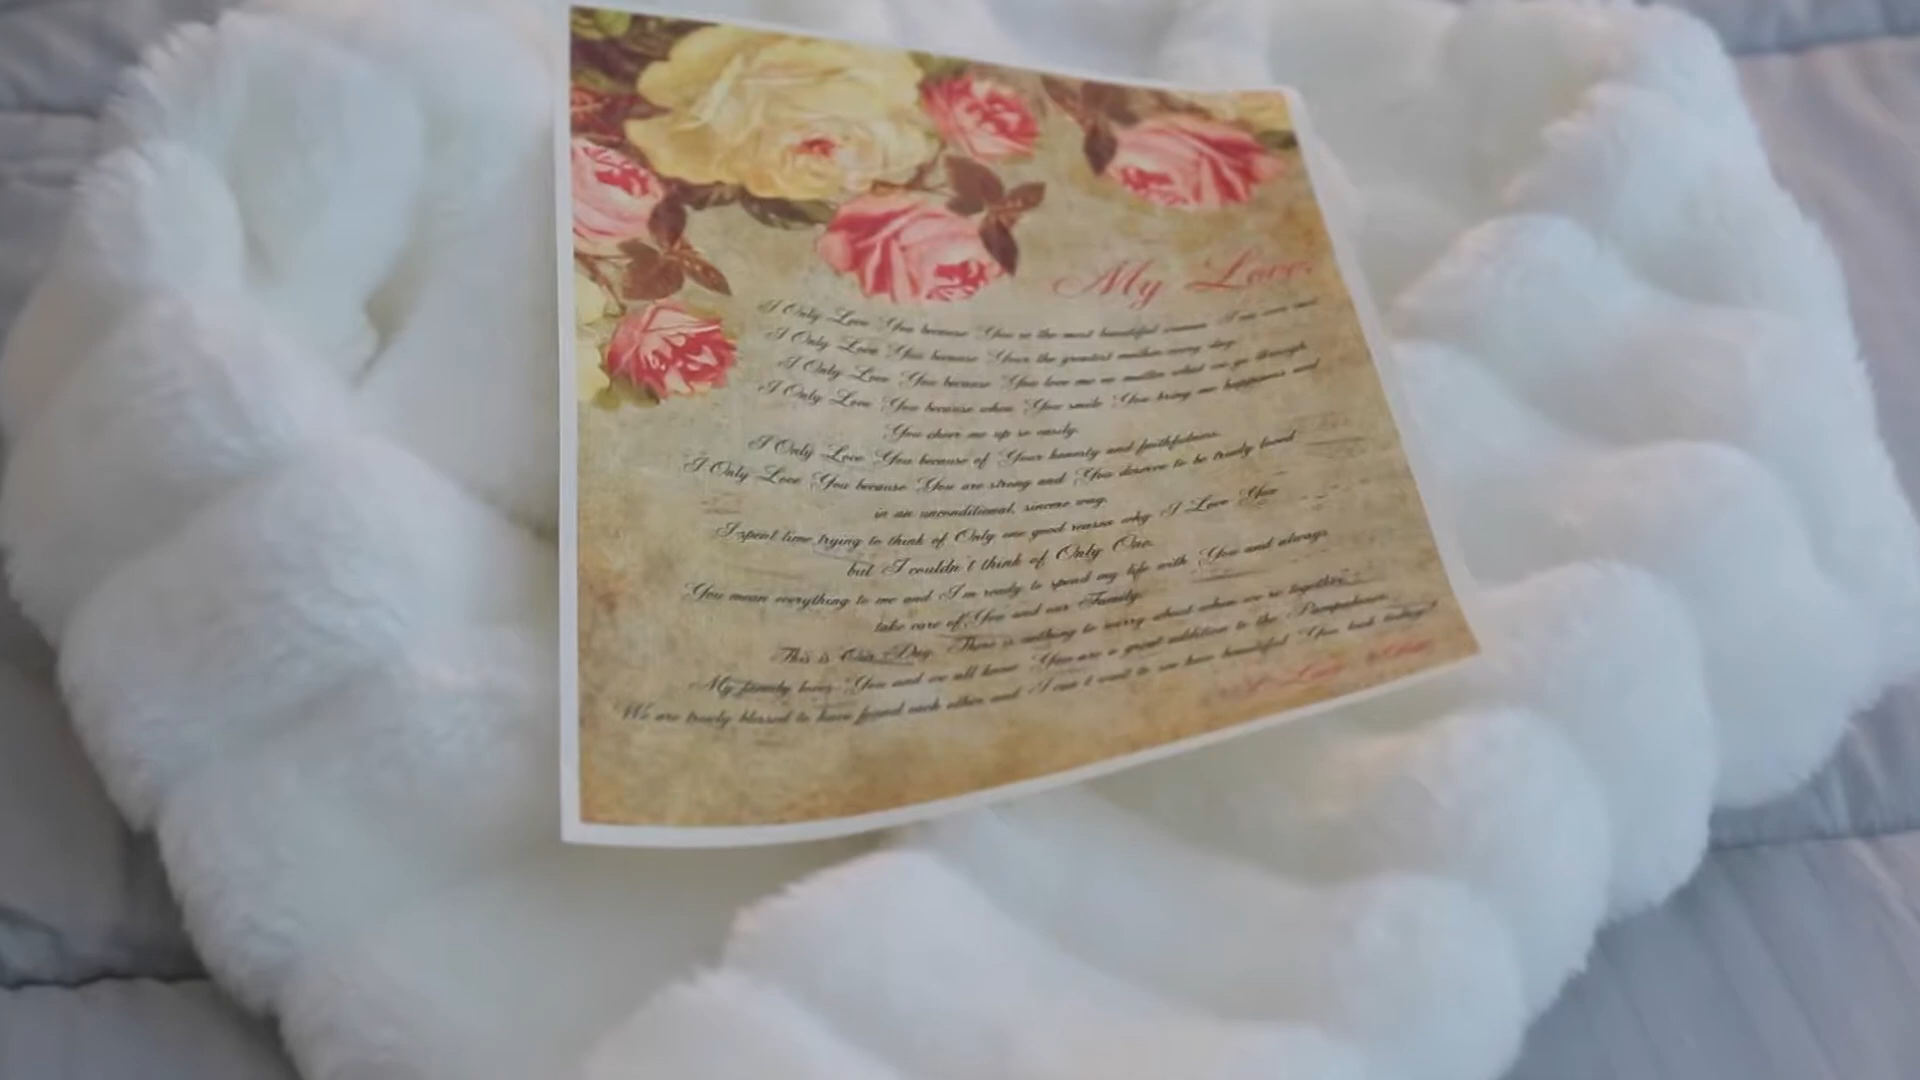 My Love,
I Only Love You because You're the most beautiful woman I've ever met
I Only Love You because Your the greatest mother every day.
I Only Love You because You love me no matter what we go through
I Only Love You because when You smile You bring me happiness and
You cheer me up so easily.
I Only Love You because of Your honesty and faithfulness.
I Only Love You because You are strong and You deserve to be truely loved
in an unconditional, sincere way.
I spent time trying to think of Only one good reason why I Love You
but I couldn't think of Only One.
You mean everything to me and I'm ready to spend my life with You and always
take care of You and our Family.
This is Our Day. There is nothing to worry about when we're together.
My family loves You and we all know You are a great addition to the
We are truely blessed to have found each other and I can't wait to see how beautiful You look today!